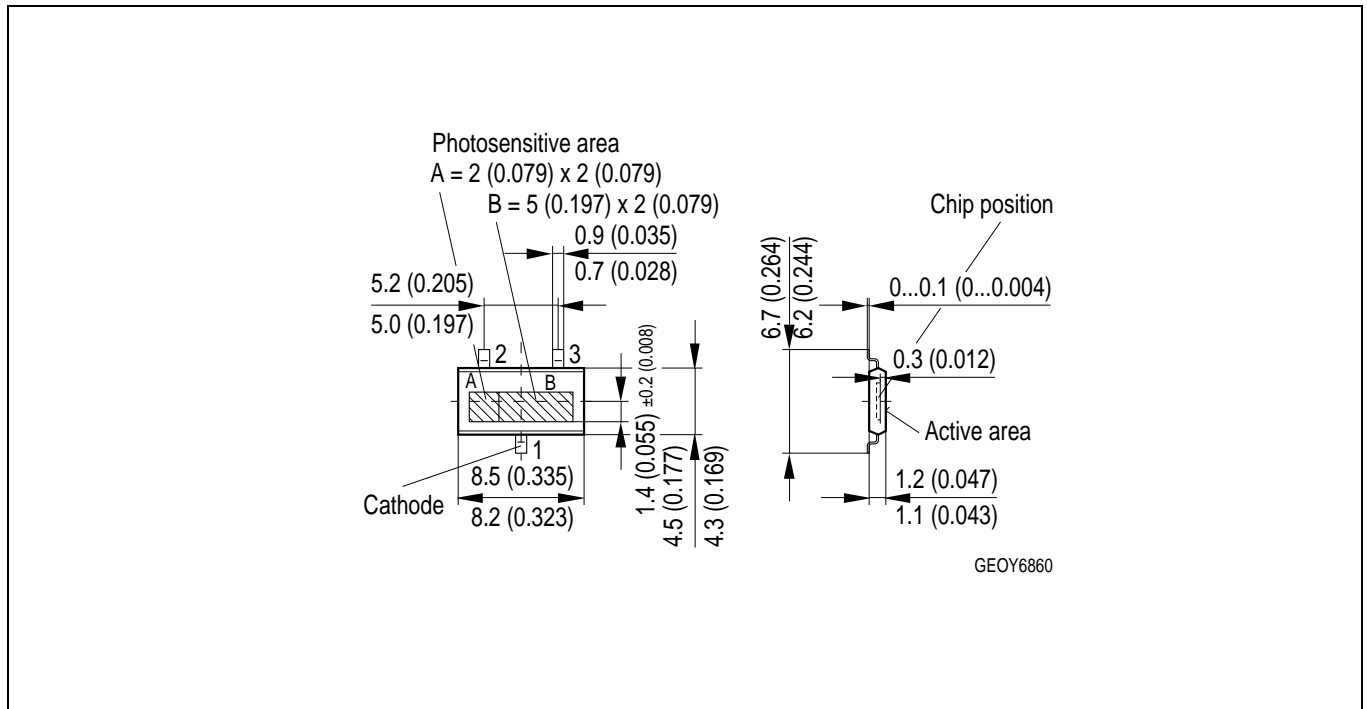 Photosensitive area
A = 2 (0.079) x 2 (0.079)
B = 5 (0.197) x 2 (0.079)
0.9 (0.035)
0.7 (0.028)
5.2 (0.205)
5.0 (0.197)
2
3
A
B
1
Cathode
8.5 (0.335)
8.2 (0.323)
1.4 (0.055) ±0.2 (0.008)
4.5 (0.177)
4.3 (0.169)
Chip position
6.7 (0.264)
6.2 (0.244)
0...0.1 (0...0.004)
0.3 (0.012)
Active area
1.2 (0.047)
1.1 (0.043)
GEOY6860